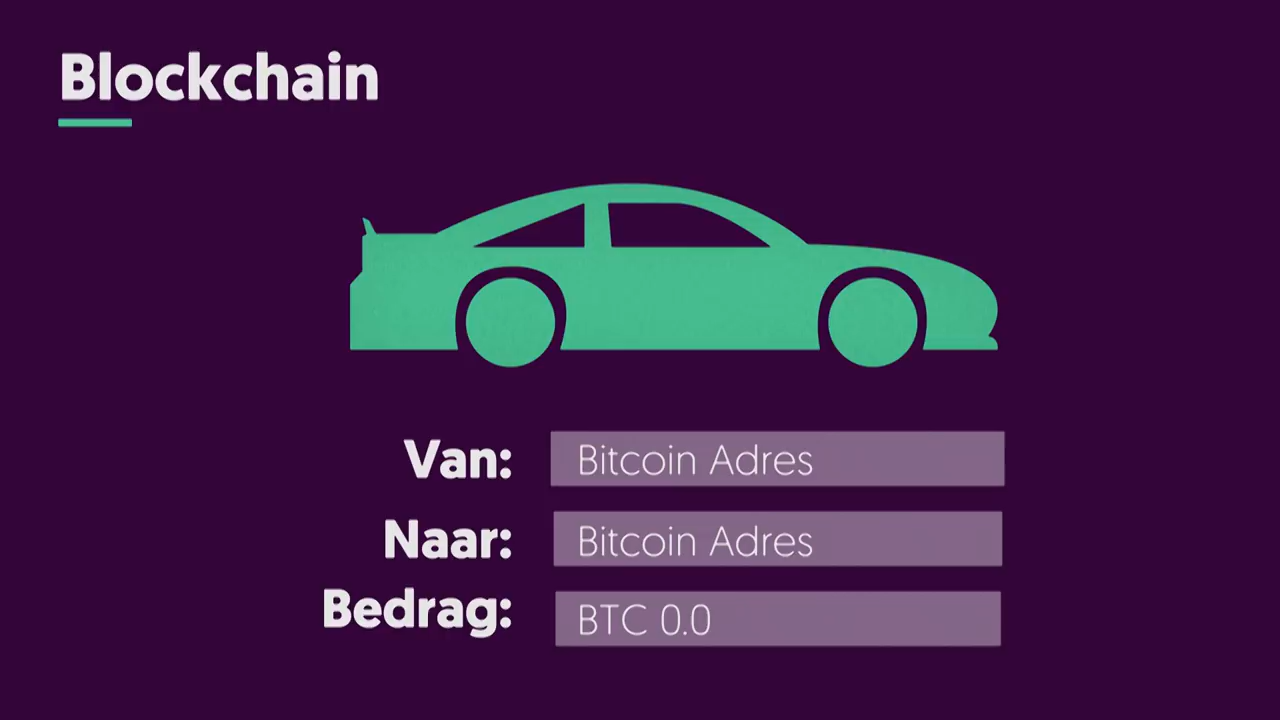 Blockchain
Van: Bitcoin Adres
Naar: Bitcoin Adres
Bedrag: BTC 0.0